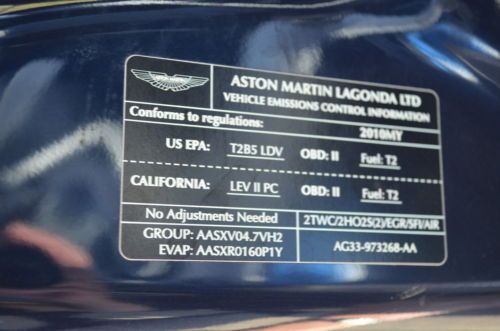 ASTON MARTIN
ASTON MARTIN LAGONDA LTD
VEHICLE EMISSIONS CONTROL INFORMATION
Conforms to regulations: 2010MY
US EPA: T2B5 LDV OBD: II Fuel: T2
CALIFORNIA: LEV II PC OBD: II Fuel: T2
No Adjustments Needed 2TWC/2HO2S(2)/EGR/SFI/AIR
GROUP: AASXV04.7VH2
EVAP: AASXR0160P1Y AG33-973268-AA